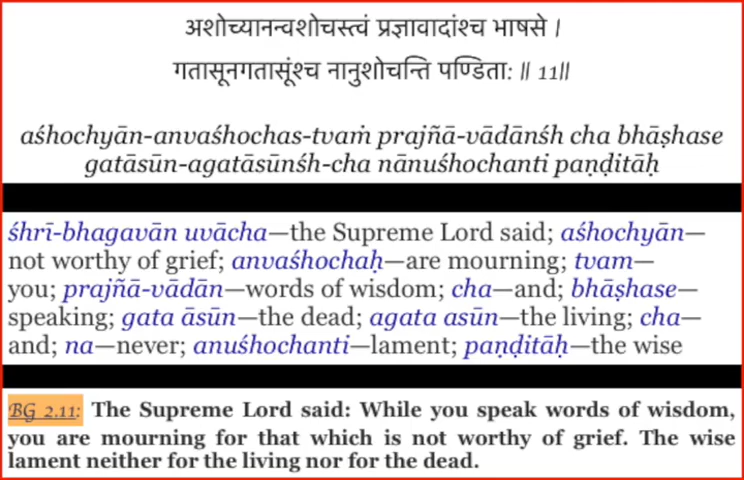 अशोच्यानन्वशोचस्त्वं प्रज्ञावादांश्च भाषसे |
गतासूनगतासूंश्च नानुशोचन्ति पण्डिता: || 11||
aśhochyān-anvaśhochas-tvaṁ prajñā-vādānśh cha bhāṣhase
gatāsūn-agatāsūnśh-cha nānuśhochanti paṇḍitāḥ
śhrī-bhagavān uvācha—the Supreme Lord said; aśhochyān—
not worthy of grief; anvaśhochaḥ—are mourning; tvam—
you; prajñā-vādān—words of wisdom; cha—and; bhāṣhase—
speaking; gata āsūn—the dead; agata asūn—the living; cha—
and; na—never; anuśhochanti—lament; paṇḍitāḥ—the wise
BG 2.11: The Supreme Lord said: While you speak words of wisdom,
you are mourning for that which is not worthy of grief. The wise
lament neither for the living nor for the dead.